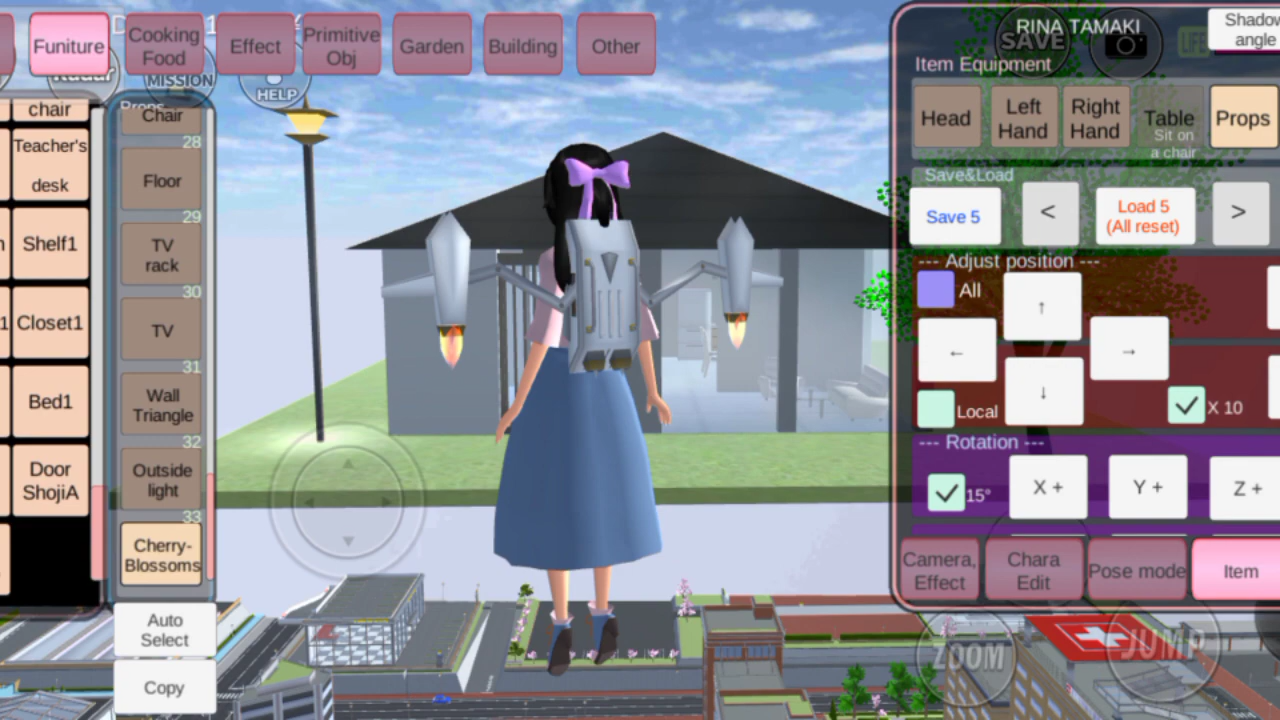 Funiture
Cooking
Food
Effect
Primitive
Obj
Garden
Building
Other
RINA TAMAKI
SAVE
LIFE
Shadow
angle
Radar
MISSION
HELP
Item Equipment
Head
Left
Hand
Right
Hand
Table
Sit on
a chair
Props
chair
Teacher's
desk
Shelf1
Closet1
Bed1
Door
ShojiA
Props
Chair
28
Floor
29
TV
rack
30
TV
31
Wall
Triangle
32
Outside
light
33
Cherry-
Blossoms
Auto
Select
Copy
Save&Load
Save 5
<
Load 5
(All reset)
>
--- Adjust position ---
All
↑
←
→
↓
Local
X 10
--- Rotation ---
15°
X +
Y +
Z +
Camera,
Effect
Chara
Edit
Pose mode
Item
ZOOM
JUMP